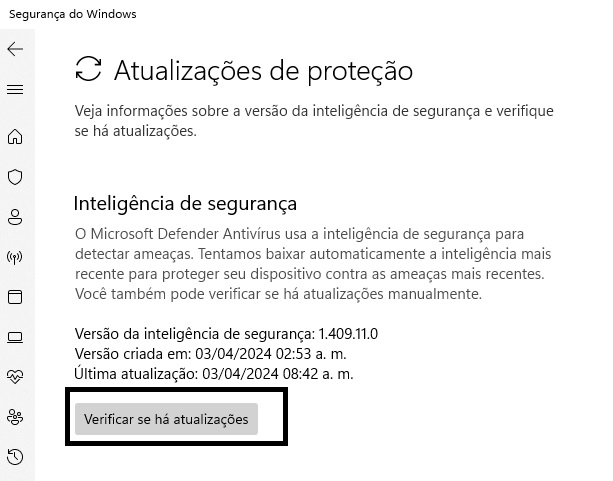 Segurança do Windows
Atualizações de proteção
Veja informações sobre a versão da inteligência de segurança e verifique
se há atualizações.
Inteligência de segurança
O Microsoft Defender Antivírus usa a inteligência de segurança para
detectar ameaças. Tentamos baixar automaticamente a inteligência mais
recente para proteger seu dispositivo contra as ameaças mais recentes.
Você também pode verificar se há atualizações manualmente.
Versão da inteligência de segurança: 1.409.11.0
Versão criada em: 03/04/2024 02:53 a. m.
Última atualização: 03/04/2024 08:42 a. m.
Verificar se há atualizações